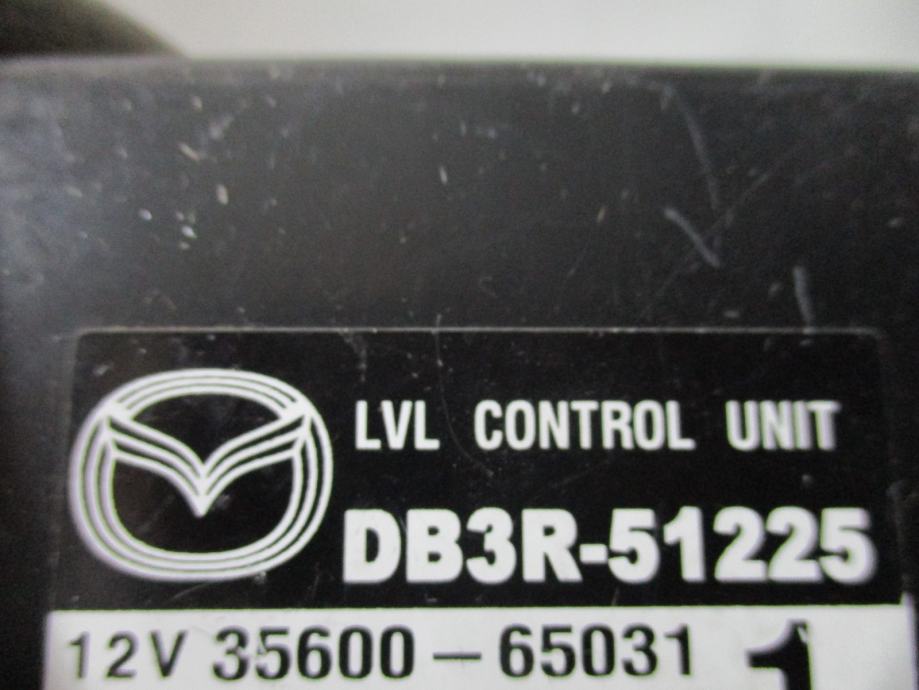 LVL CONTROL UNIT
DB3R-51225
12V 35600-65031 1